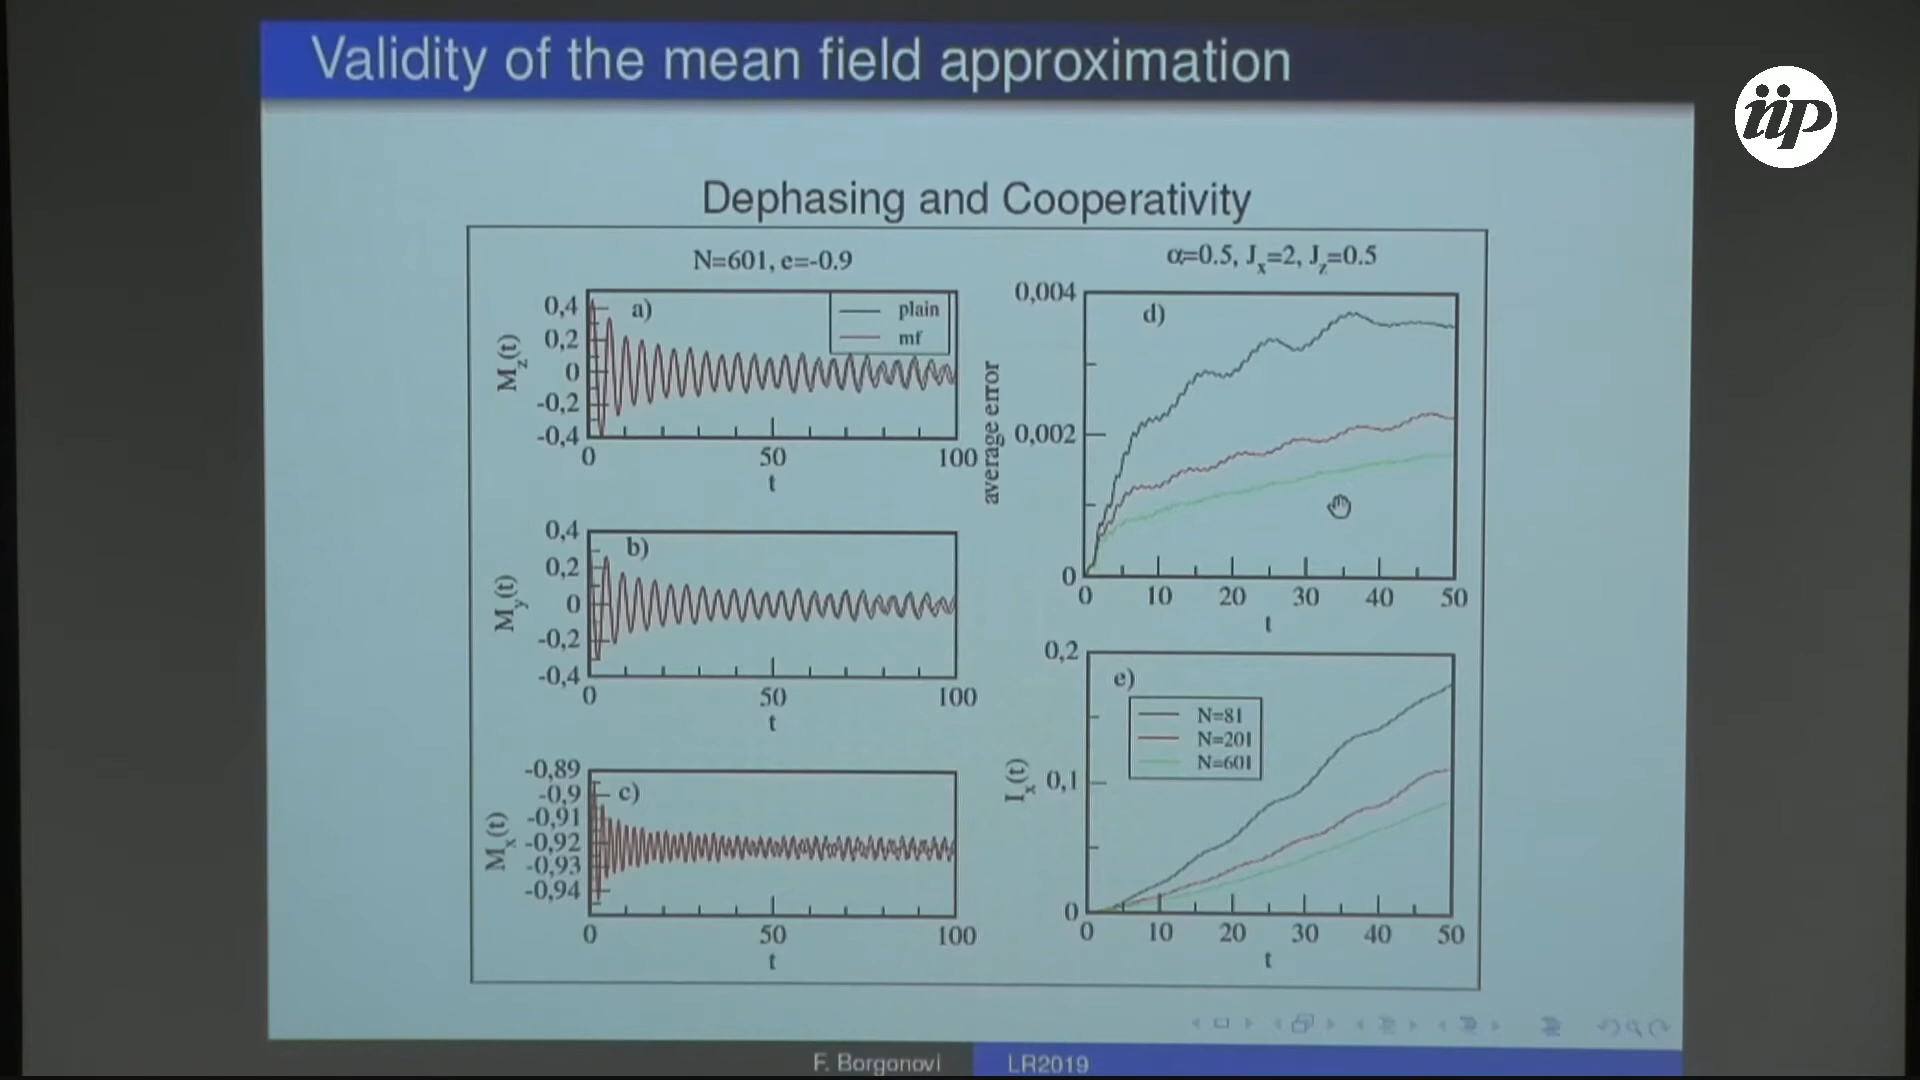 Validity of the mean field approximation
iip
Dephasing and Cooperativity
N=601, e=-0.9
a)
plain
mf
M_z(t)
0,4
0,2
0
-0,2
-0,4
0 50 100
t
b)
M_y(t)
0,4
0,2
0
-0,2
-0,4
0 50 100
t
c)
M_x(t)
-0,89
-0,9
-0,91
-0,92
-0,93
-0,94
0 50 100
t
α=0.5, J_x=2, J_z=0.5
d)
average error
0,004
0,002
0
0 10 20 30 40 50
t
e)
N=81
N=201
N=601
I_x(t)
0,2
0,1
0
0 10 20 30 40 50
t
F. Borgonovi
LR2019